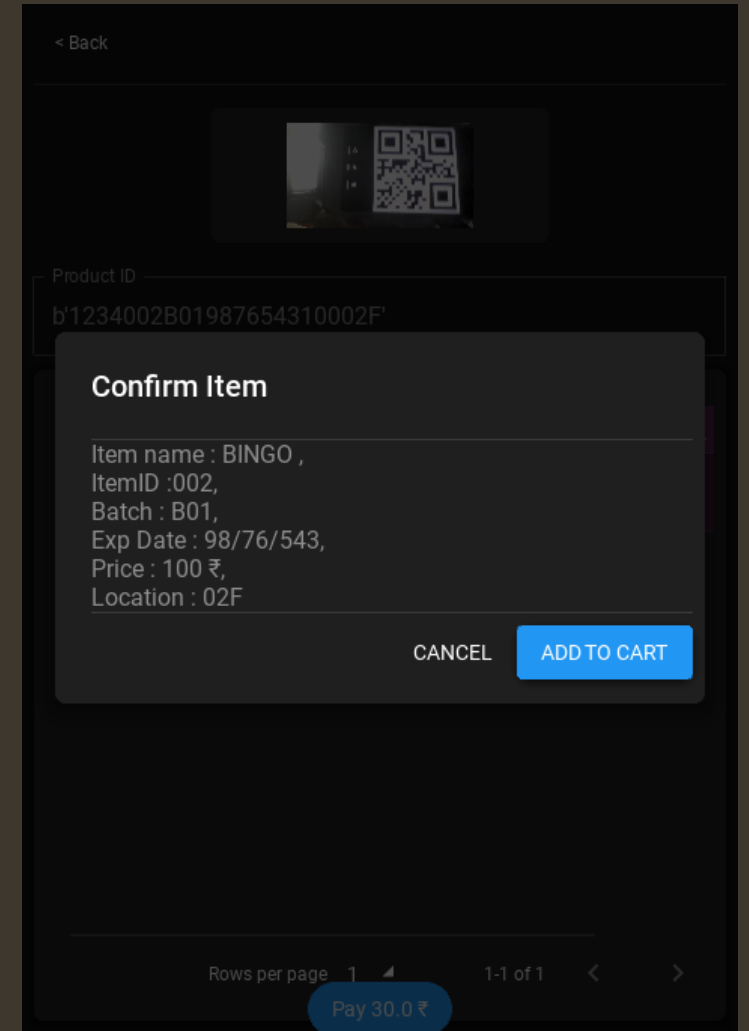 < Back
Product ID
b'1234002B01987654310002F'
Confirm Item
Item name : BINGO ,
ItemID :002,
Batch : B01,
Exp Date : 98/76/543,
Price : 100 ₹,
Location : 02F
CANCEL
ADD TO CART
Rows per page 1 1-1 of 1 < >
Pay 30.0 ₹